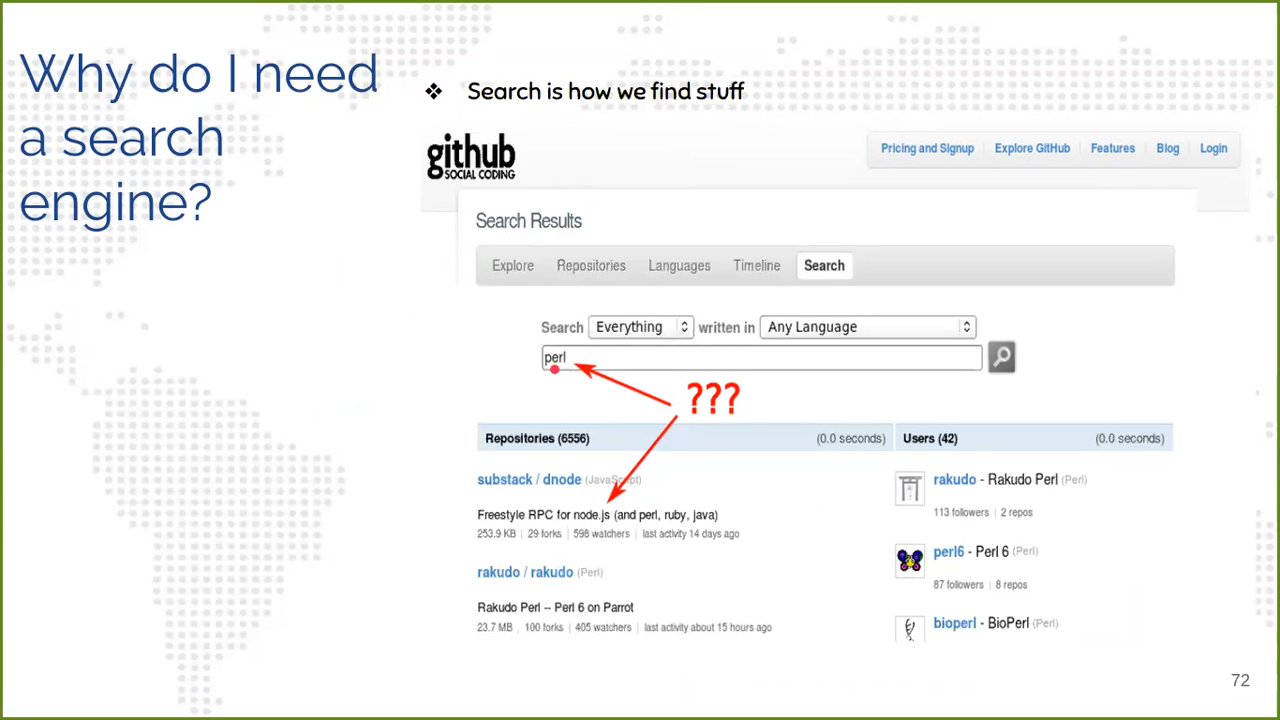 Why do I need
a search
engine?
❖ Search is how we find stuff
github
SOCIAL CODING
Pricing and Signup Explore GitHub Features Blog Login
Search Results
Explore Repositories Languages Timeline Search
Search Everything written in Any Language
perl
???
Repositories (6556) (0.0 seconds)
substack / dnode (JavaScript)
Freestyle RPC for node.js (and perl, ruby, java)
253.9 KB | 29 forks | 596 watchers | last activity 14 days ago
rakudo / rakudo (Perl)
Rakudo Perl -- Perl 6 on Parrot
23.7 MB | 100 forks | 405 watchers | last activity about 15 hours ago
Users (42) (0.0 seconds)
rakudo - Rakudo Perl (Perl)
113 followers | 2 repos
perl6 - Perl 6 (Perl)
87 followers | 8 repos
bioperl - BioPerl (Perl)
72